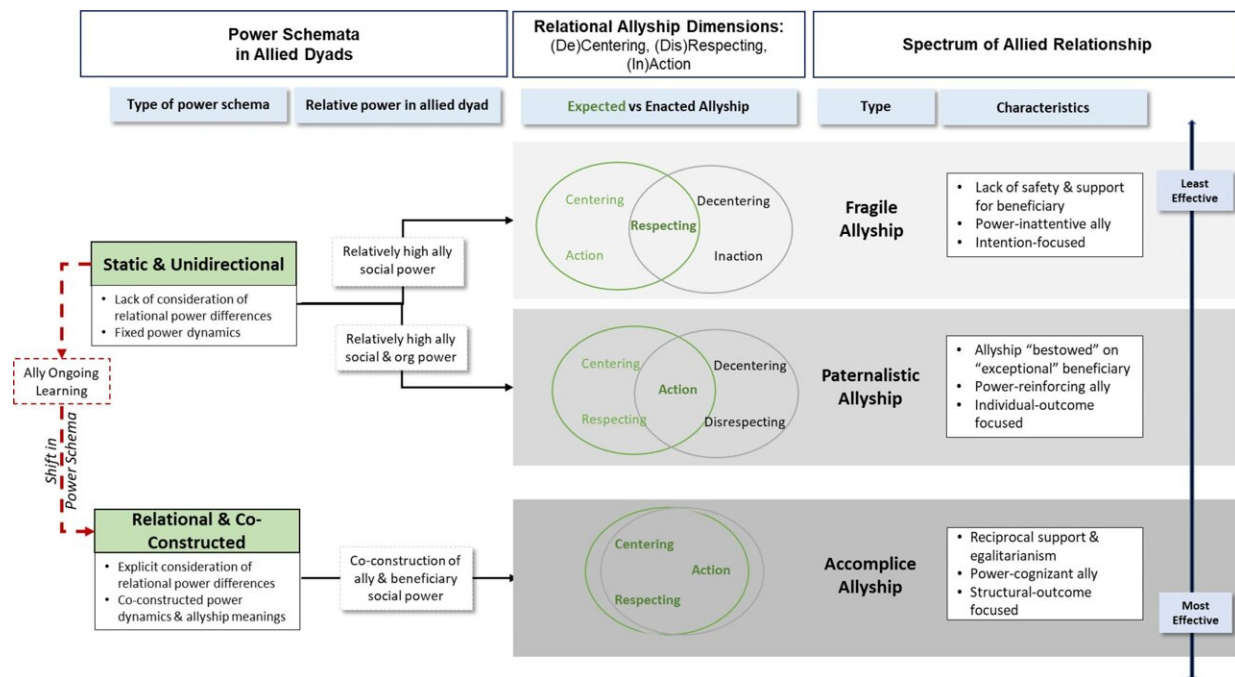 Power Schemata
in Allied Dyads
Relational Allyship Dimensions:
(De)Centering, (Dis)Respecting,
(In)Action
Spectrum of Allied Relationship
Type of power schema
Relative power in allied dyad
Expected vs Enacted Allyship
Type
Characteristics
Static & Unidirectional
• Lack of consideration of
relational power differences
• Fixed power dynamics
Ally Ongoing
Learning
Shift in
Power Schema
Relational & Co-
Constructed
• Explicit consideration of
relational power differences
• Co-constructed power
dynamics & allyship meanings
Relatively high ally
social power
Relatively high ally
social & org power
Co-construction of
ally & beneficiary
social power
Centering
Action
Respecting
Decentering
Inaction
Fragile
Allyship
• Lack of safety & support
for beneficiary
• Power-inattentive ally
• Intention-focused
Centering
Respecting
Action
Decentering
Disrespecting
Paternalistic
Allyship
• Allyship “bestowed” on
“exceptional” beneficiary
• Power-reinforcing ally
• Individual-outcome
focused
Centering
Action
Respecting
Accomplice
Allyship
• Reciprocal support &
egalitarianism
• Power-cognizant ally
• Structural-outcome
focused
Least
Effective
Most
Effective